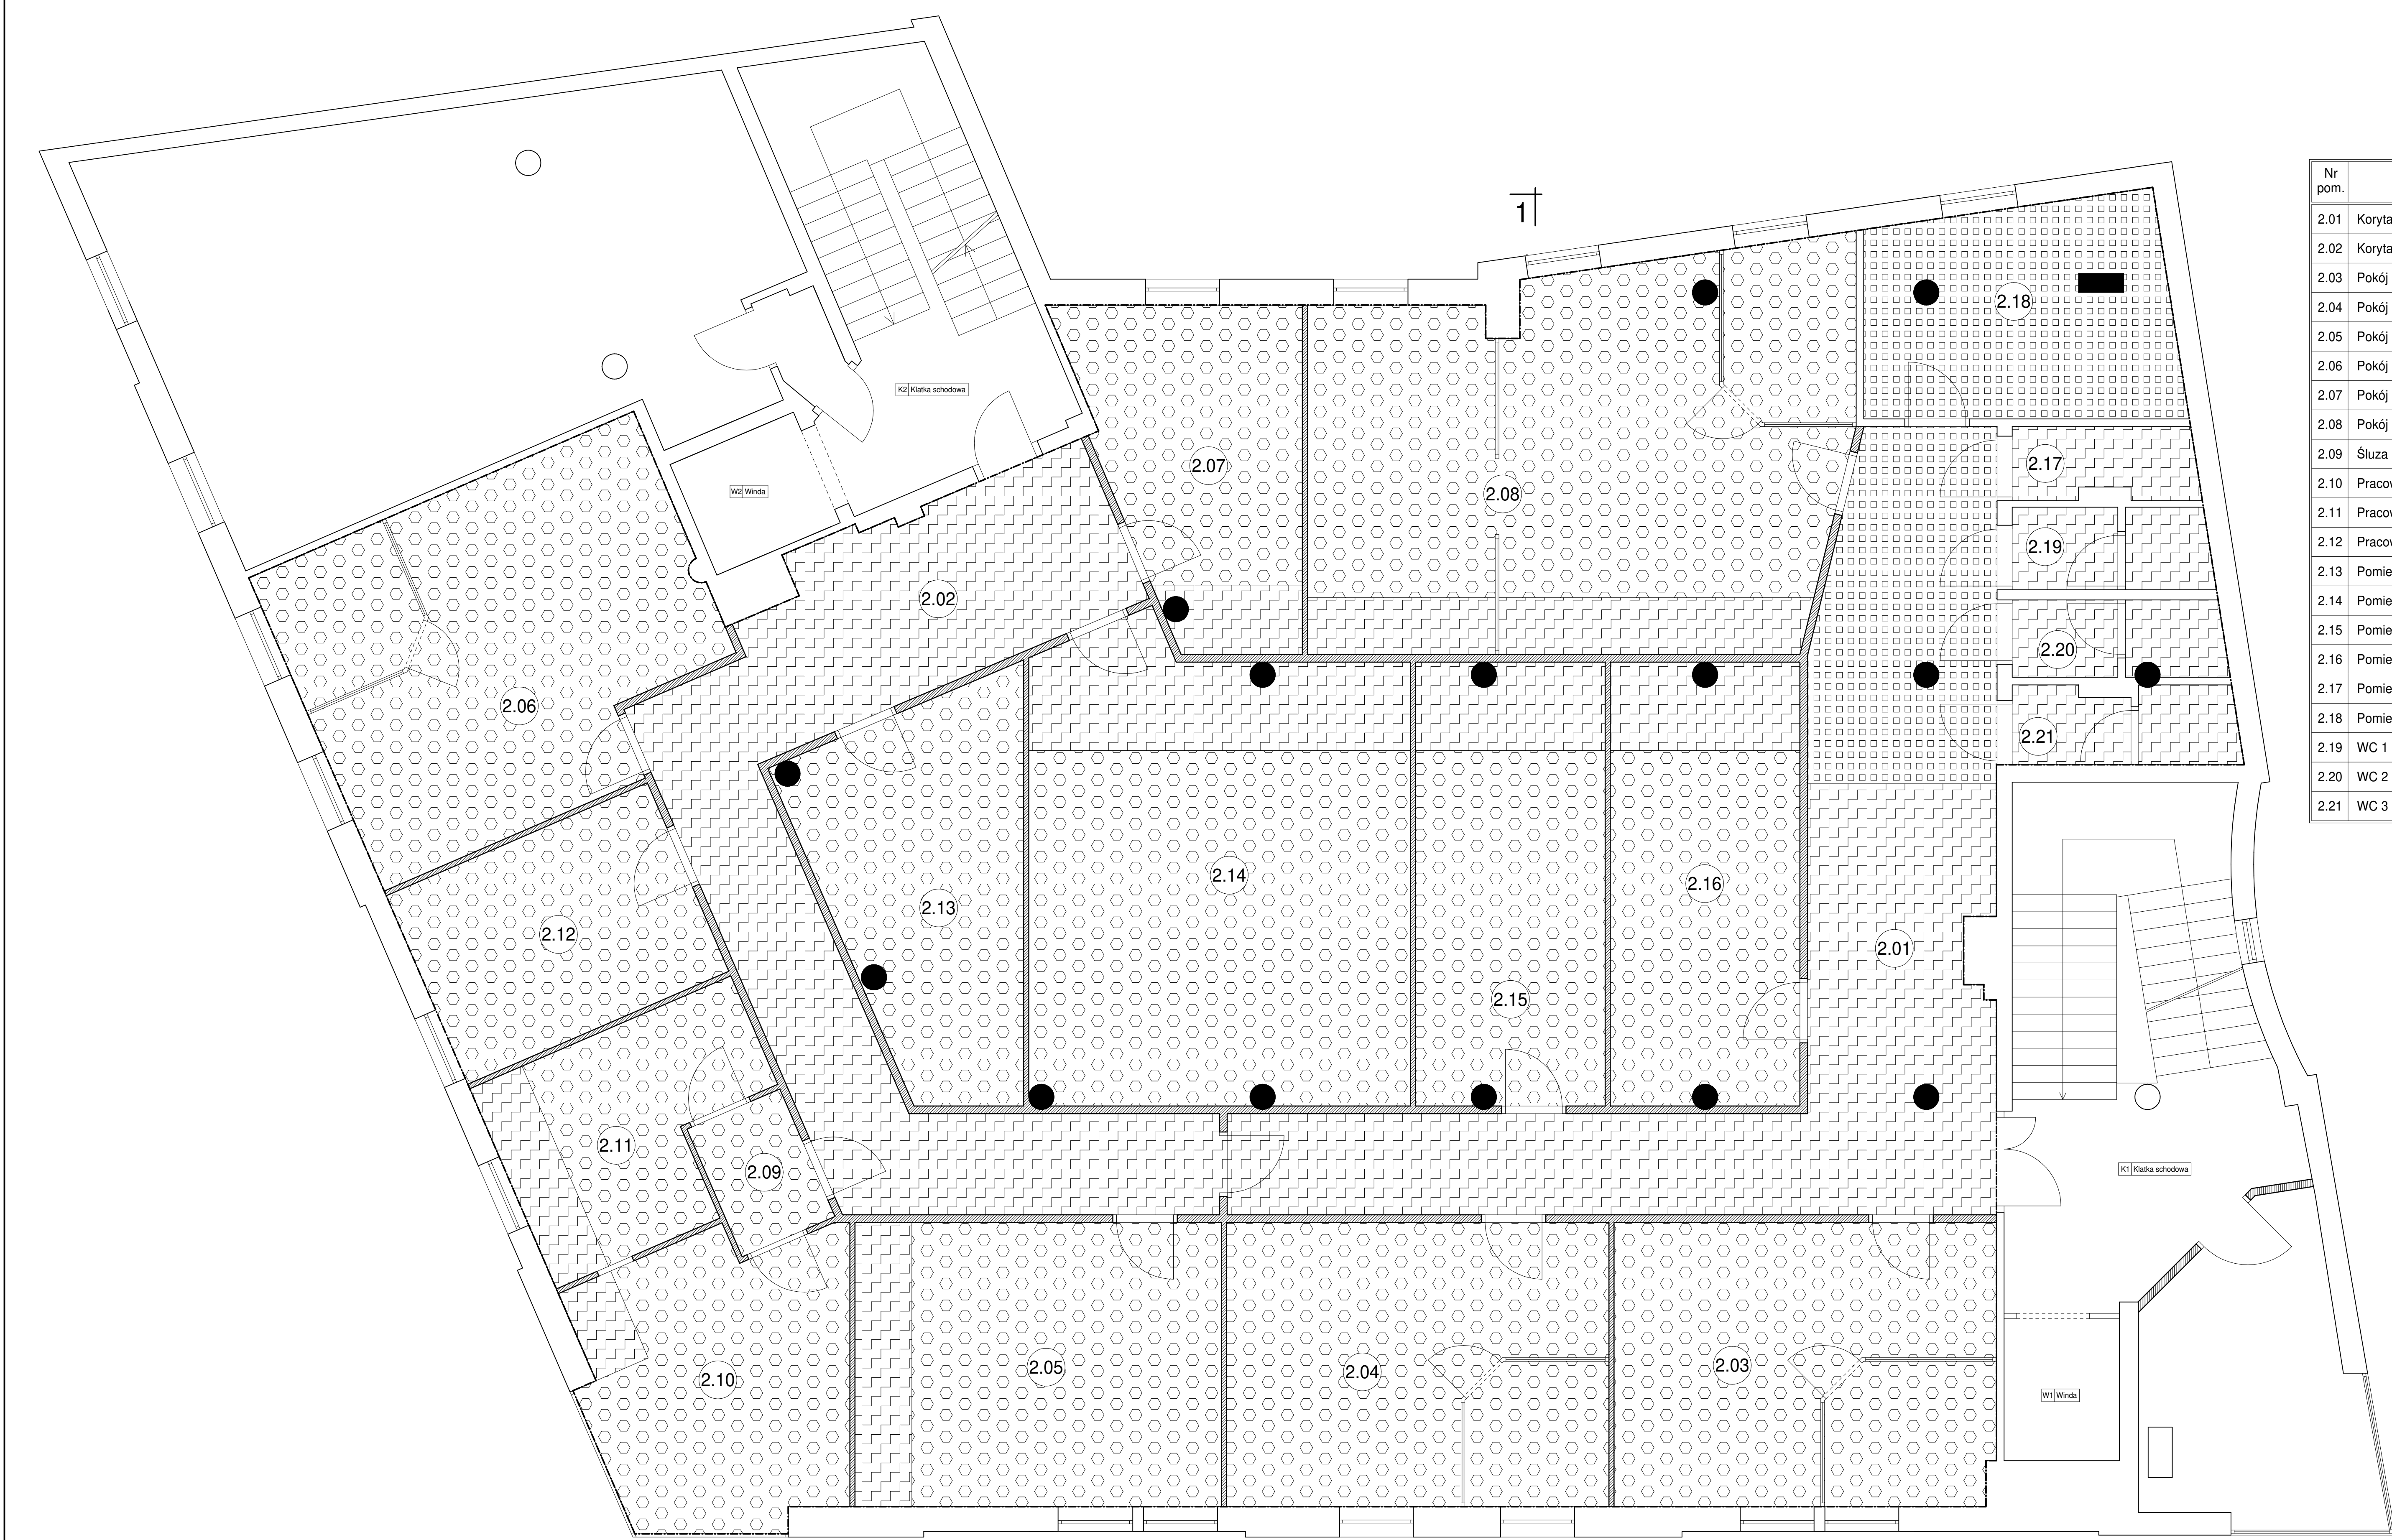 1
K2 Klatka schodowa
W2 Winda
2.18
2.17
2.07
2.08
2.19
2.02
2.20
2.06
2.21
2.14
2.16
2.13
2.12
2.01
2.15
2.11
2.09
K1 Klatka schodowa
2.05
2.04
2.03
2.10
W1 Winda
Nr
pom.
2.01 Koryta
2.02 Koryta
2.03 Pokój
2.04 Pokój
2.05 Pokój
2.06 Pokój
2.07 Pokój
2.08 Pokój
2.09 Śluza
2.10 Pracow
2.11 Pracow
2.12 Pracow
2.13 Pomie
2.14 Pomie
2.15 Pomie
2.16 Pomie
2.17 Pomie
2.18 Pomie
2.19 WC 1
2.20 WC 2
2.21 WC 3